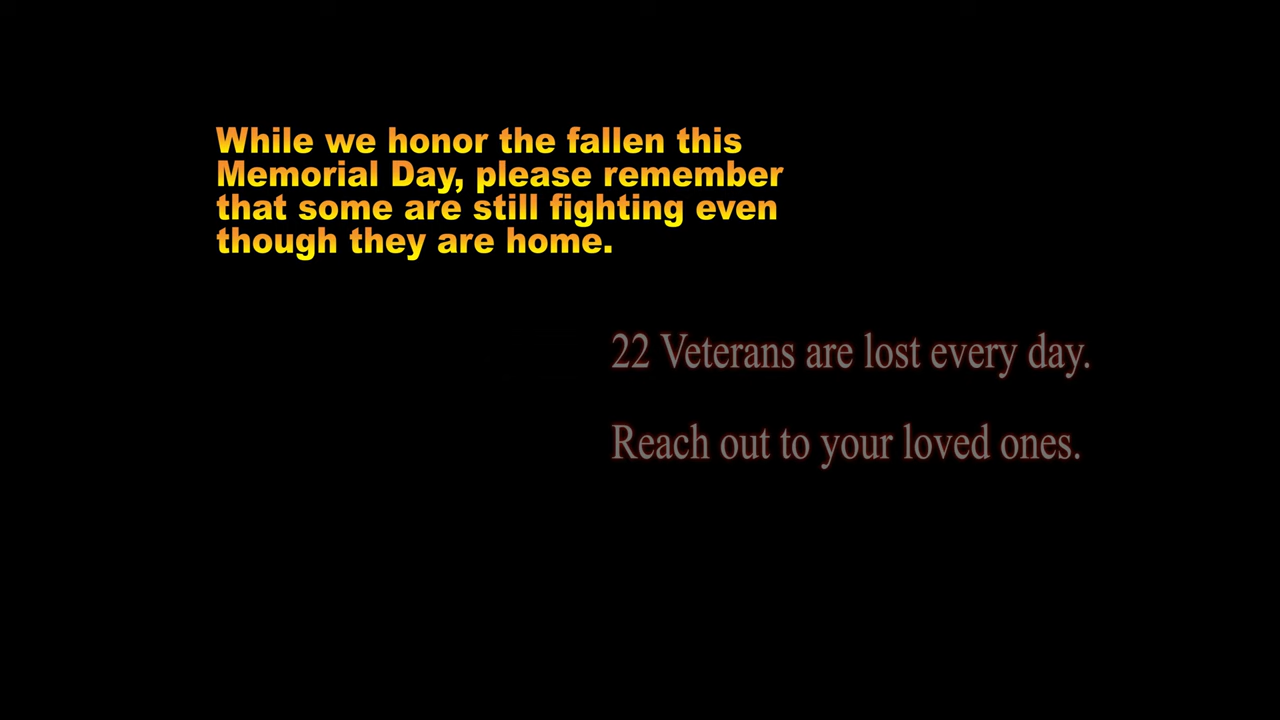 While we honor the fallen this
Memorial Day, please remember
that some are still fighting even
though they are home.
22 Veterans are lost every day.
Reach out to your loved ones.